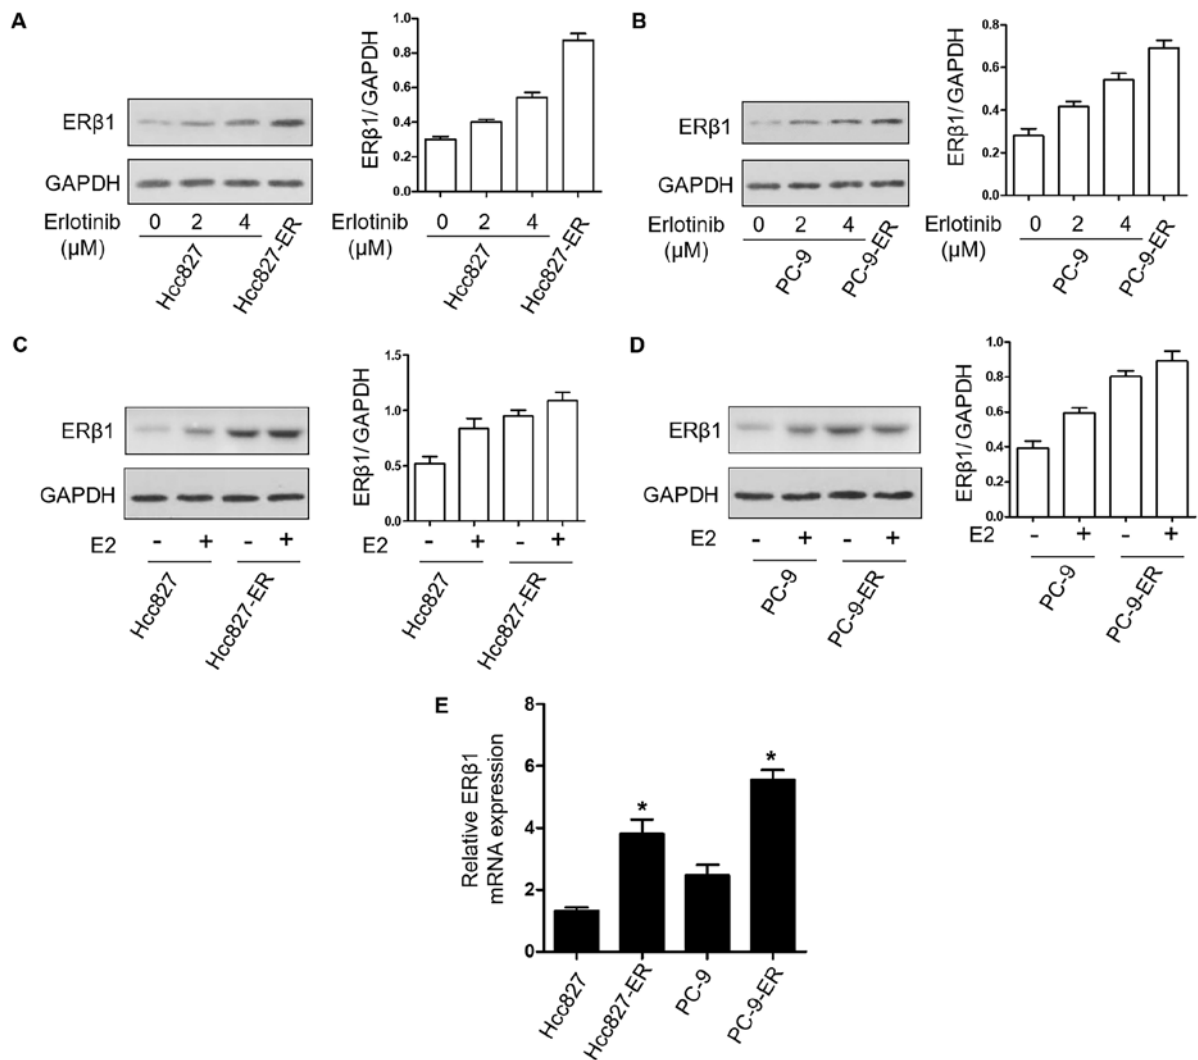 A
ERβ1
GAPDH
Erlotinib 0 2 4
(μM)
Hcc827
Hcc827-ER
ERβ1/GAPDH
1.0
0.8
0.6
0.4
0.2
0.0
Erlotinib 0 2 4
(μM)
Hcc827
Hcc827-ER
B
ERβ1
GAPDH
Erlotinib 0 2 4
(μM)
PC-9
PC-9-ER
ERβ1/GAPDH
0.8
0.6
0.4
0.2
0.0
Erlotinib 0 2 4
(μM)
PC-9
PC-9-ER
C
ERβ1
GAPDH
E2 - + - +
Hcc827
Hcc827-ER
ERβ1/GAPDH
1.5
1.0
0.5
0.0
E2 - + - +
Hcc827
Hcc827-ER
D
ERβ1
GAPDH
E2 - + - +
PC-9
PC-9-ER
ERβ1/GAPDH
1.0
0.8
0.6
0.4
0.2
0.0
E2 - + - +
PC-9
PC-9-ER
E
Relative ERβ1
mRNA expression
8
6
4
2
0
*
*
Hcc827
Hcc827-ER
PC-9
PC-9-ER